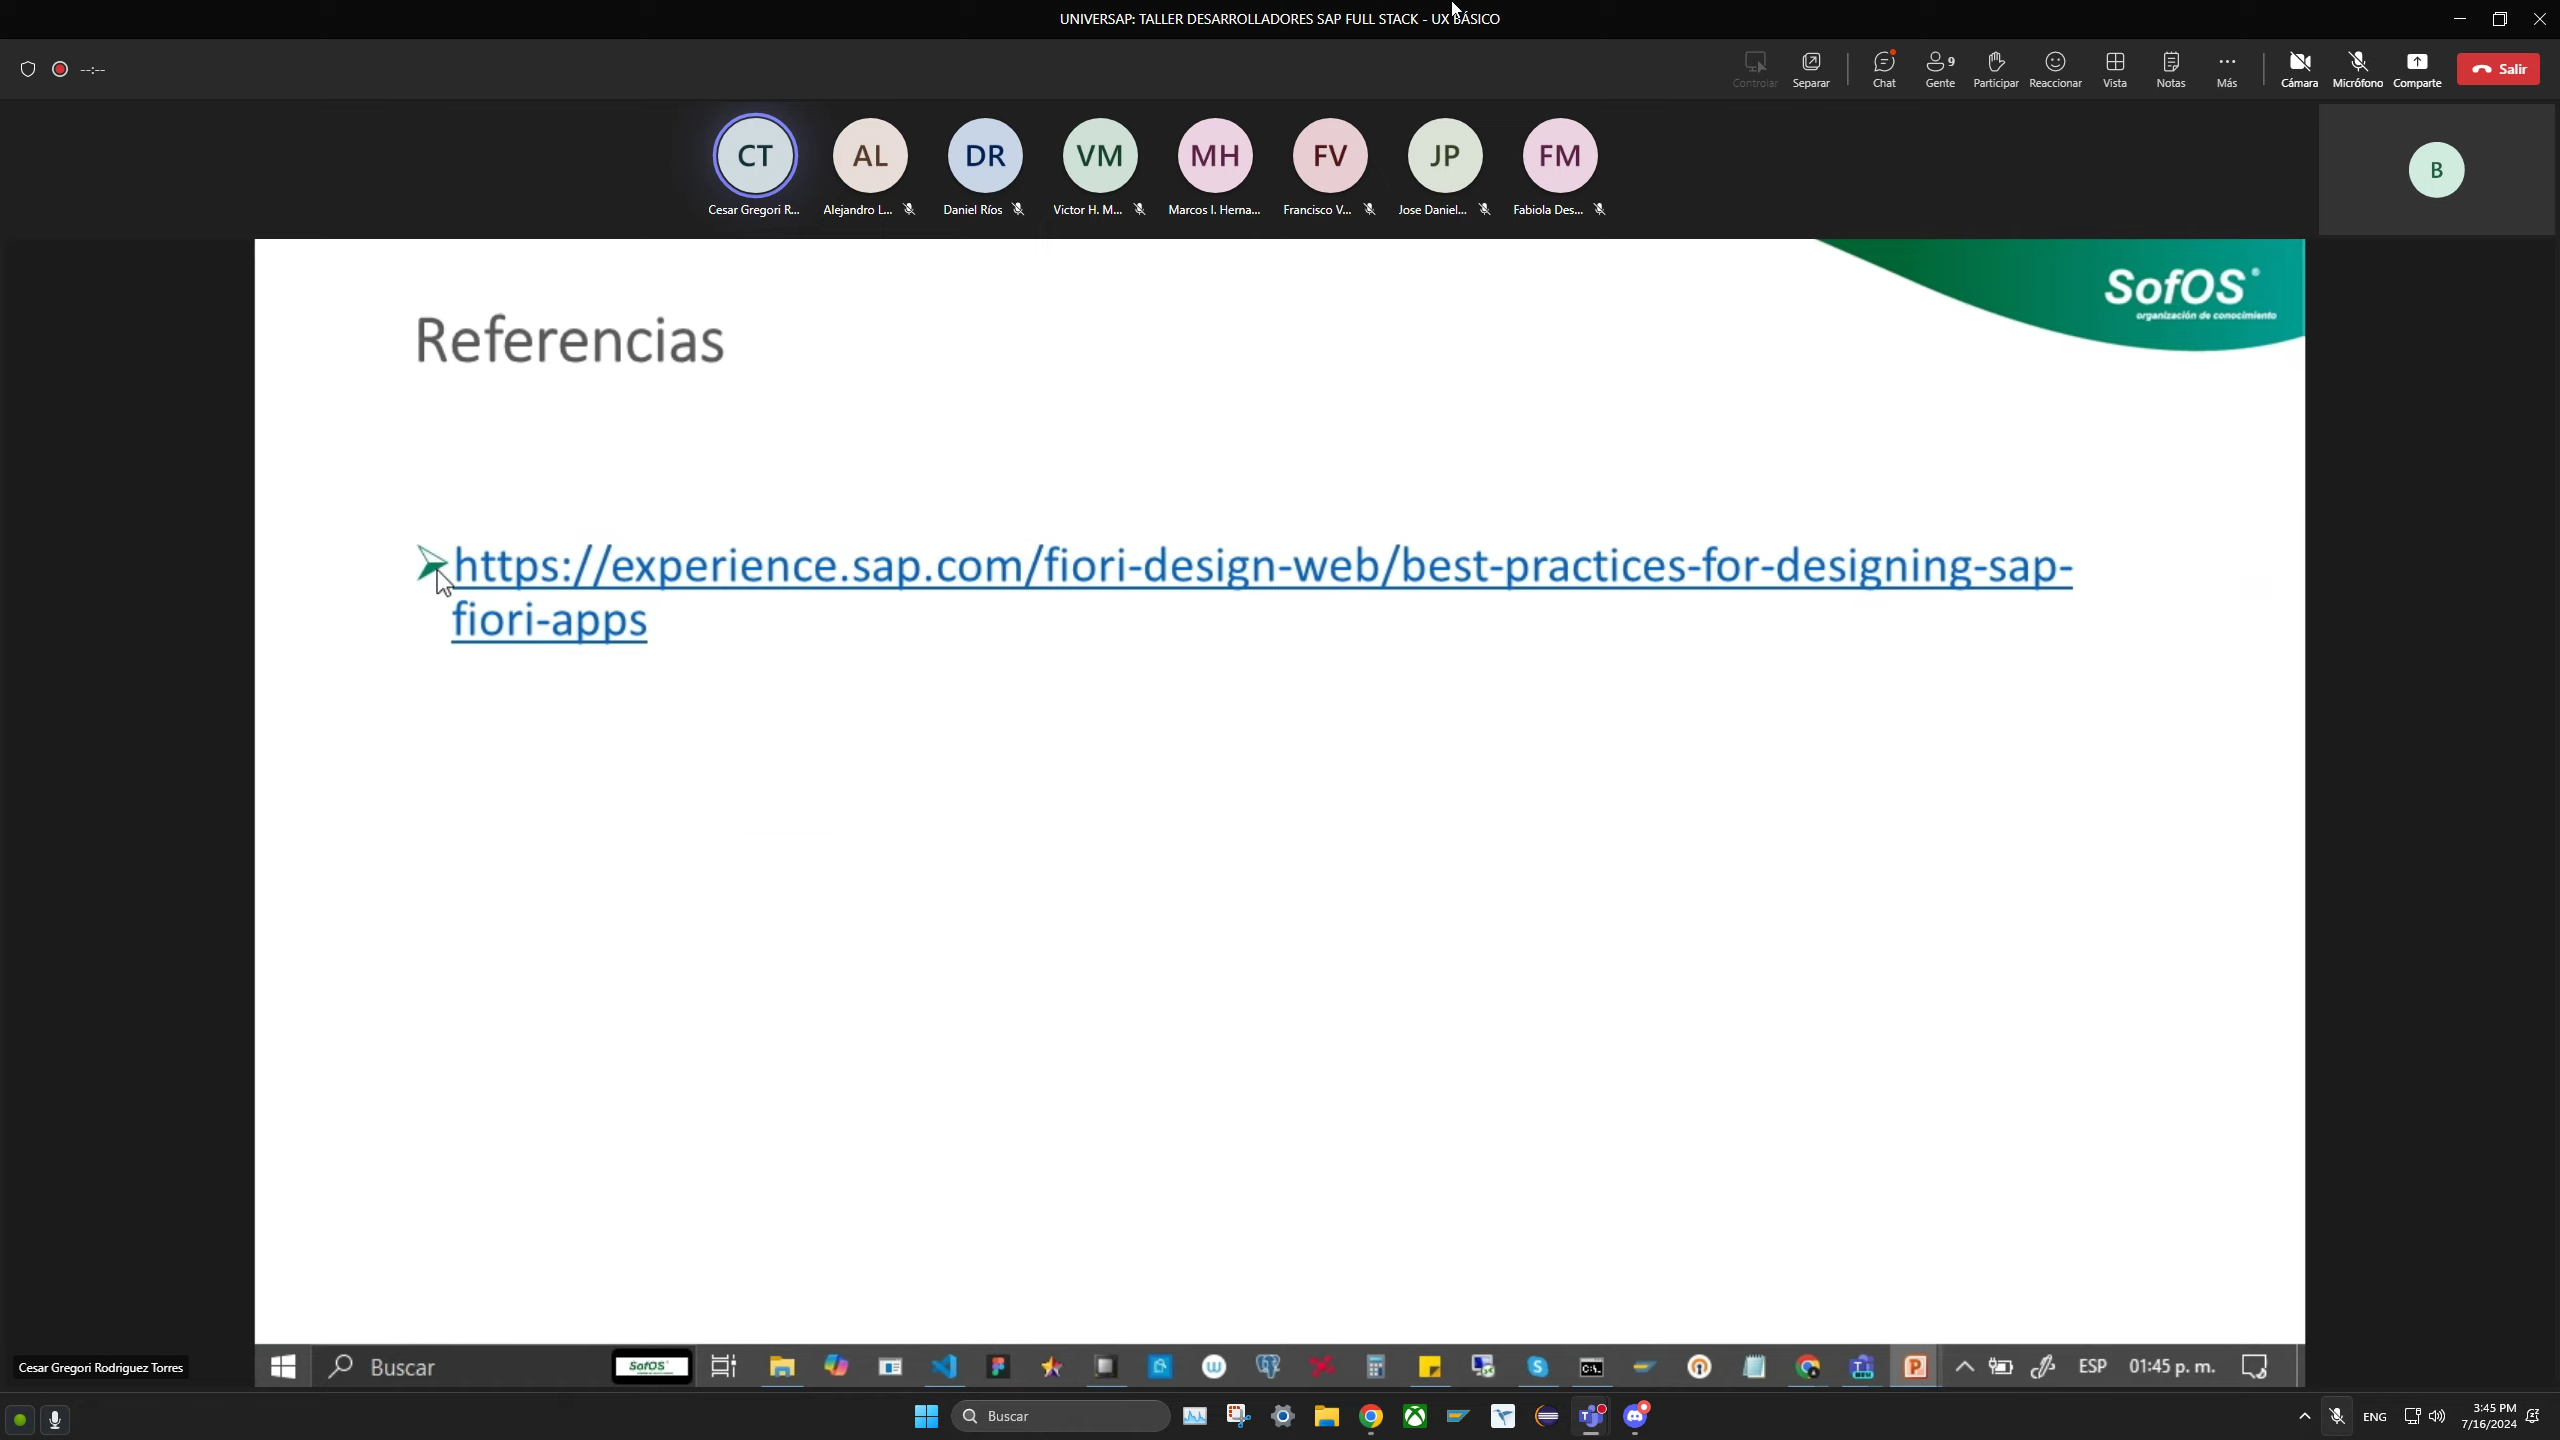 UNIVERSAP: TALLER DESARROLLADORES SAP FULL STACK - UX BÁSICO
--:--
Controlar
Separar
Chat
Gente
9
Participar
Reaccionar
Vista
Notas
Más
Cámara
Micrófono
Comparte
Salir
CT
AL
DR
VM
MH
FV
JP
FM
B
Cesar Gregori R...
Alejandro L...
Daniel Ríos
Victor H. M...
Marcos I. Herna...
Francisco V...
Jose Daniel...
Fabiola Des...
SofOS®
organización de conocimiento
Referencias
https://experience.sap.com/fiori-design-web/best-practices-for-designing-sap-
fiori-apps
Cesar Gregori Rodriguez Torres
Buscar
SofOS
ESP
01:45 p. m.
Buscar
ENG
3:45 PM
7/16/2024